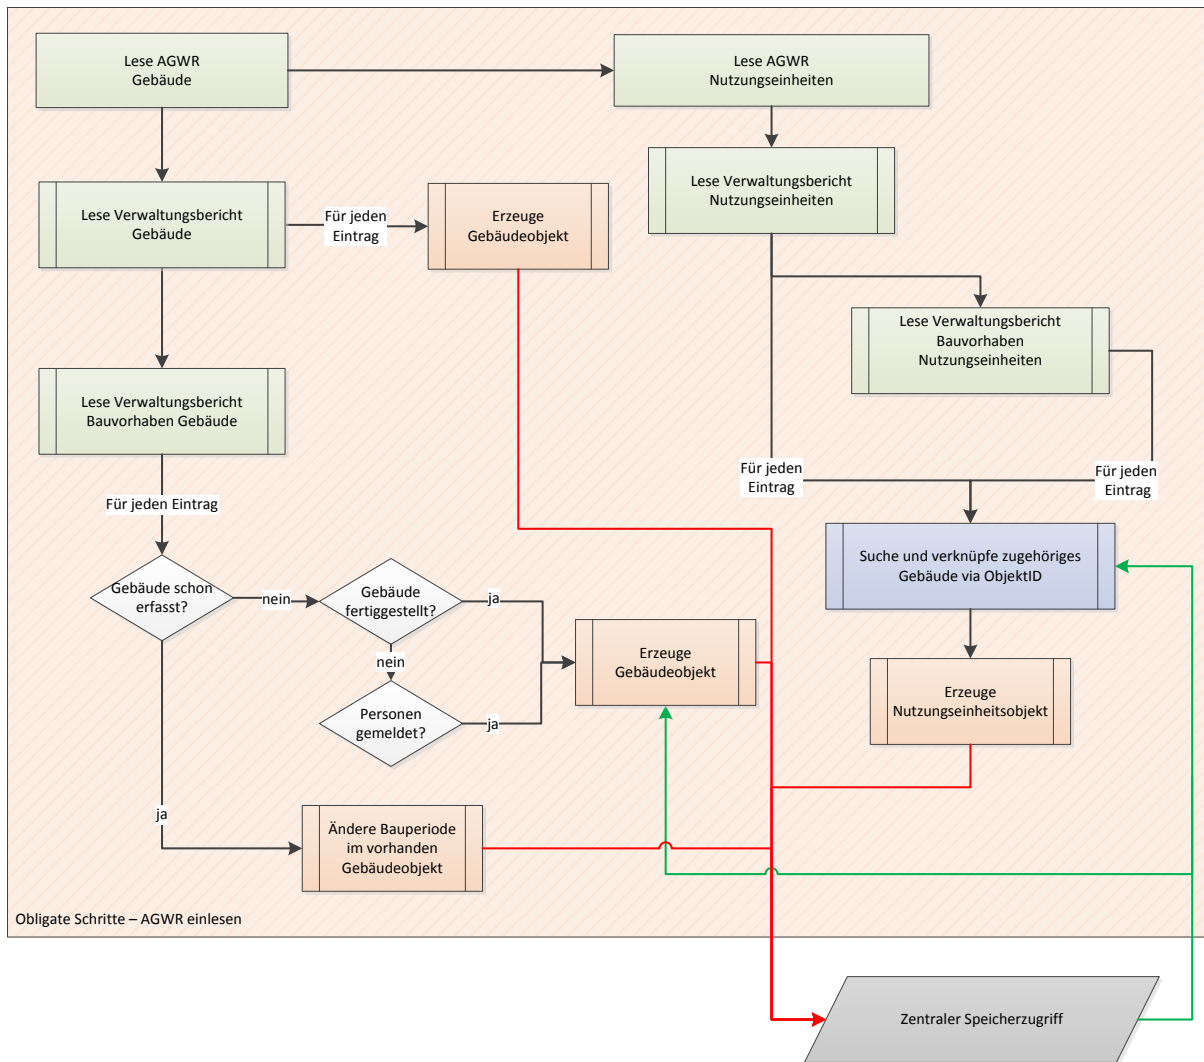 Lese AGWR
Gebäude
Lese AGWR
Nutzungseinheiten
Lese Verwaltungsbericht
Gebäude
Für jeden
Eintrag
Erzeuge
Gebäudeobjekt
Lese Verwaltungsbericht
Nutzungseinheiten
Lese Verwaltungsbericht
Bauvorhaben
Nutzungseinheiten
Lese Verwaltungsbericht
Bauvorhaben Gebäude
Für jeden Eintrag
Für jeden
Eintrag
Für jeden
Eintrag
Gebäude schon
erfasst?
nein
Gebäude
fertiggestellt?
ja
nein
Personen
gemeldet?
ja
Erzeuge
Gebäudeobjekt
Suche und verknüpfe zugehöriges
Gebäude via ObjektID
Erzeuge
Nutzungseinheitsobjekt
ja
Ändere Bauperiode
im vorhanden
Gebäudeobjekt
Obligate Schritte – AGWR einlesen
Zentraler Speicherzugriff